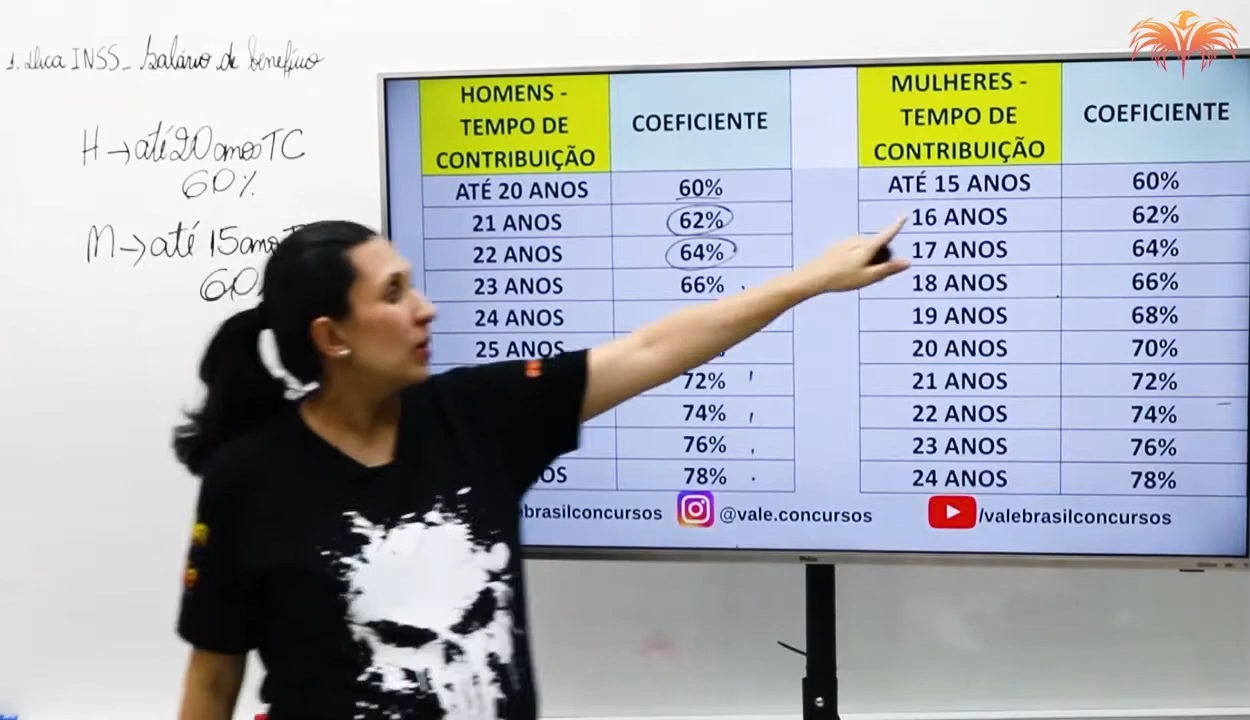 1. Dica INSS - Salário de benefício
H → até 20 anos TC
60%
M → até 15 anos
60
HOMENS -
TEMPO DE
CONTRIBUIÇÃO
COEFICIENTE
ATÉ 20 ANOS 60%
21 ANOS 62%
22 ANOS 64%
23 ANOS 66%
24 ANOS
25 ANOS
72%
74%
76%
OS 78%
MULHERES -
TEMPO DE
CONTRIBUIÇÃO
COEFICIENTE
ATÉ 15 ANOS 60%
16 ANOS 62%
17 ANOS 64%
18 ANOS 66%
19 ANOS 68%
20 ANOS 70%
21 ANOS 72%
22 ANOS 74%
23 ANOS 76%
24 ANOS 78%
brasilconcursos @vale.concursos /valebrasilconcursos